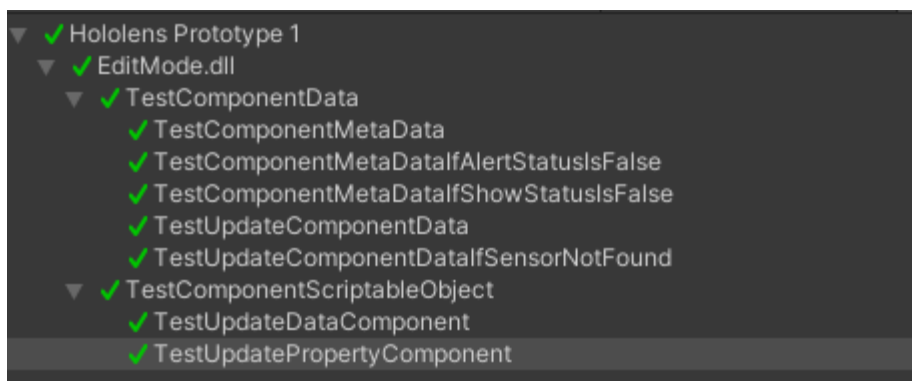 Hololens Prototype 1
EditMode.dll
TestComponentData
TestComponentMetaData
TestComponentMetaDataIfAlertStatusIsFalse
TestComponentMetaDataIfShowStatusIsFalse
TestUpdateComponentData
TestUpdateComponentDataIfSensorNotFound
TestComponentScriptableObject
TestUpdateDataComponent
TestUpdatePropertyComponent